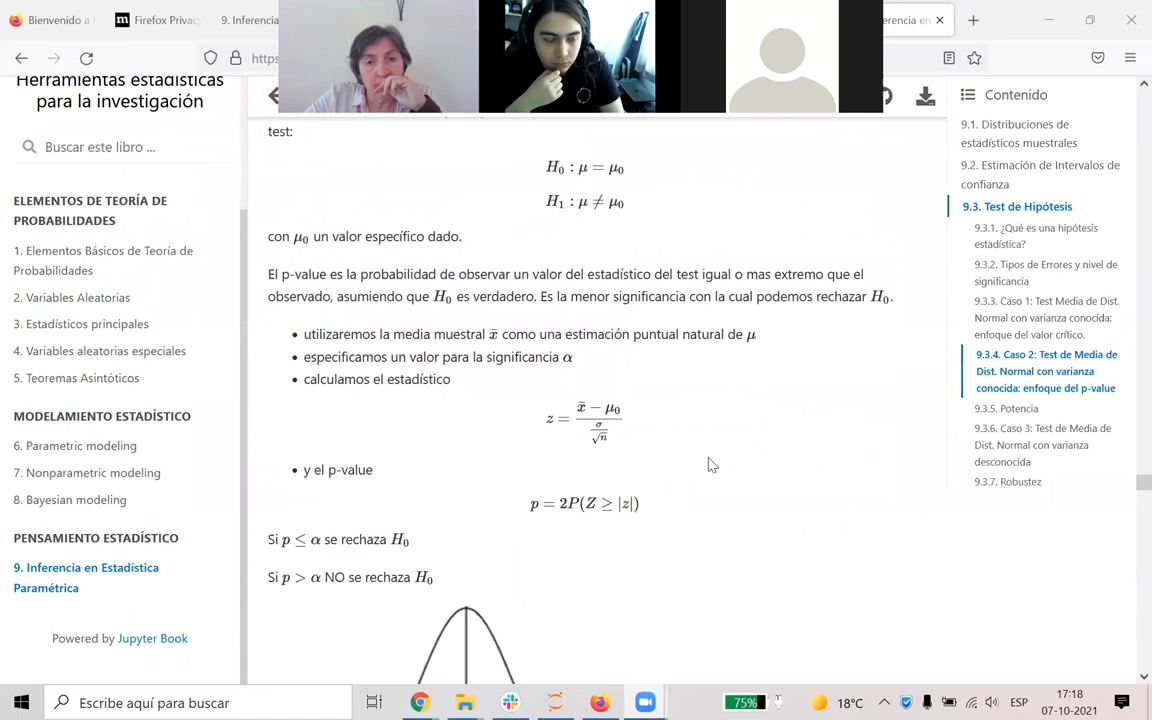 Bienvenido a
Firefox Privac
9. Inferencia
erencia en
https
Herramientas estadísticas
para la investigación
Buscar este libro ...
ELEMENTOS DE TEORÍA DE
PROBABILIDADES
1. Elementos Básicos de Teoría de
Probabilidades
2. Variables Aleatorias
3. Estadísticos principales
4. Variables aleatorias especiales
5. Teoremas Asintóticos
MODELAMIENTO ESTADÍSTICO
6. Parametric modeling
7. Nonparametric modeling
8. Bayesian modeling
PENSAMIENTO ESTADÍSTICO
9. Inferencia en Estadística
Paramétrica
Powered by Jupyter Book
test:
H₀ : μ = μ₀
H₁ : μ ≠ μ₀
con μ₀ un valor específico dado.
El p-value es la probabilidad de observar un valor del estadístico del test igual o mas extremo que el
observado, asumiendo que H₀ es verdadero. Es la menor significancia con la cual podemos rechazar H₀.
• utilizaremos la media muestral x̄ como una estimación puntual natural de μ
• especificamos un valor para la significancia α
• calculamos el estadístico
z = (x̄ − μ₀) / (σ / √n)
• y el p-value
p = 2P(Z ≥ |z|)
Si p ≤ α se rechaza H₀
Si p > α NO se rechaza H₀
Contenido
9.1. Distribuciones de
estadísticos muestrales
9.2. Estimación de Intervalos de
confianza
9.3. Test de Hipótesis
9.3.1. ¿Qué es una hipótesis
estadística?
9.3.2. Tipos de Errores y nivel de
significancia
9.3.3. Caso 1: Test Media de Dist.
Normal con varianza conocida:
enfoque del valor crítico.
9.3.4. Caso 2: Test de Media de
Dist. Normal con varianza
conocida: enfoque del p-value
9.3.5. Potencia
9.3.6. Caso 3: Test de Media de
Dist. Normal con varianza
desconocida
9.3.7. Robustez
Escribe aquí para buscar
75%
18°C
ESP
17:18
07-10-2021